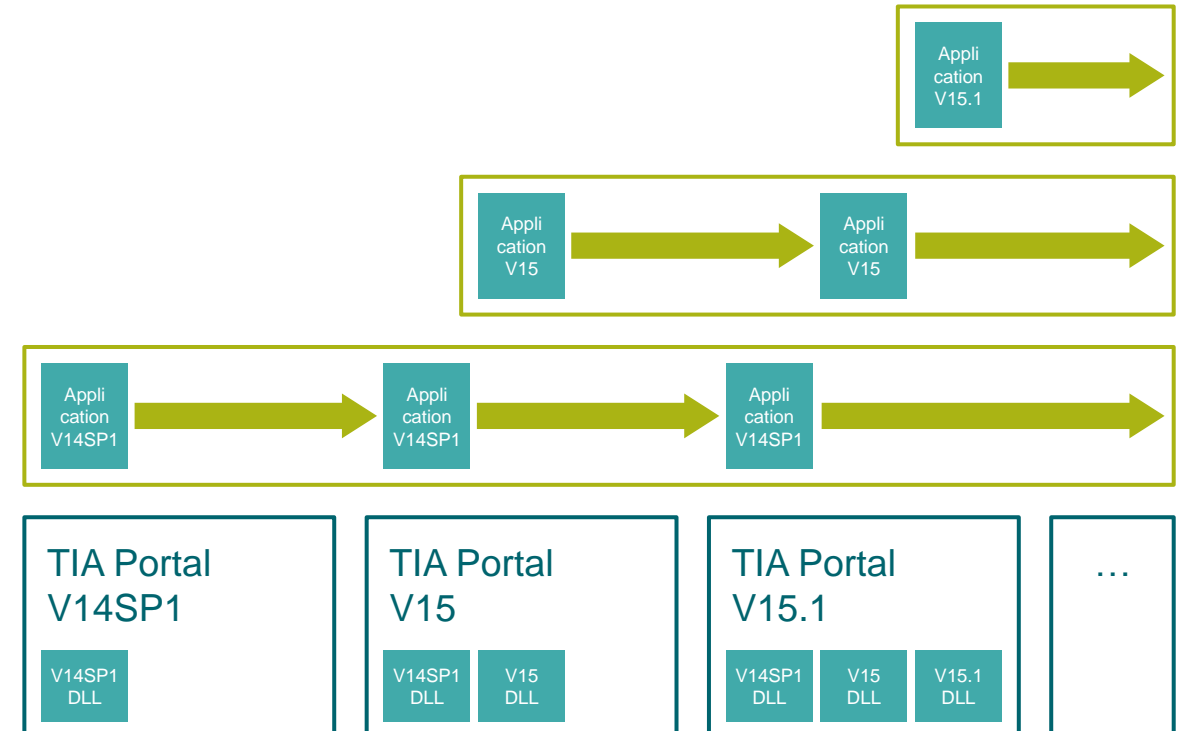 Appli
cation
V15.1
Appli
cation
V15
Appli
cation
V15
Appli
cation
V14SP1
Appli
cation
V14SP1
Appli
cation
V14SP1
TIA Portal
V14SP1
V14SP1
DLL
TIA Portal
V15
V14SP1
DLL
V15
DLL
TIA Portal
V15.1
V14SP1
DLL
V15
DLL
V15.1
DLL
…